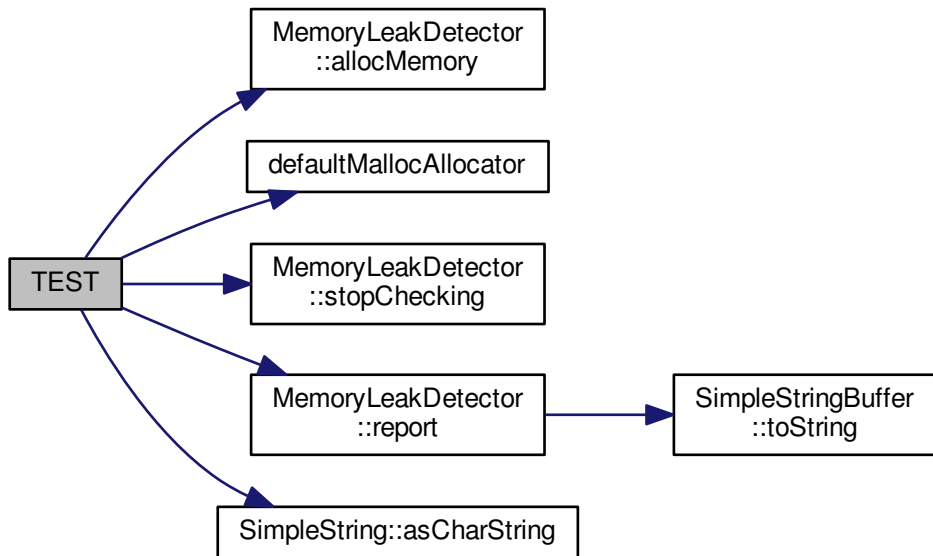 MemoryLeakDetector
::allocMemory
defaultMallocAllocator
TEST
MemoryLeakDetector
::stopChecking
MemoryLeakDetector
::report
SimpleStringBuffer
::toString
SimpleString::asCharString